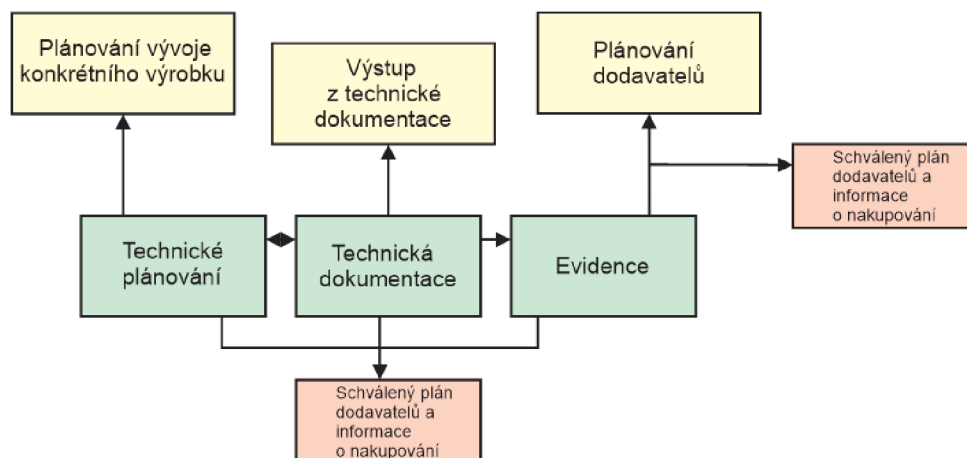 Plánování vývoje
konkrétního výrobku
Výstup
z technické
dokumentace
Plánování
dodavatelů
Schválený plán
dodavatelů a
informace
o nakupování
Technické
plánování
Technická
dokumentace
Evidence
Schválený plán
dodavatelů a
informace
o nakupování